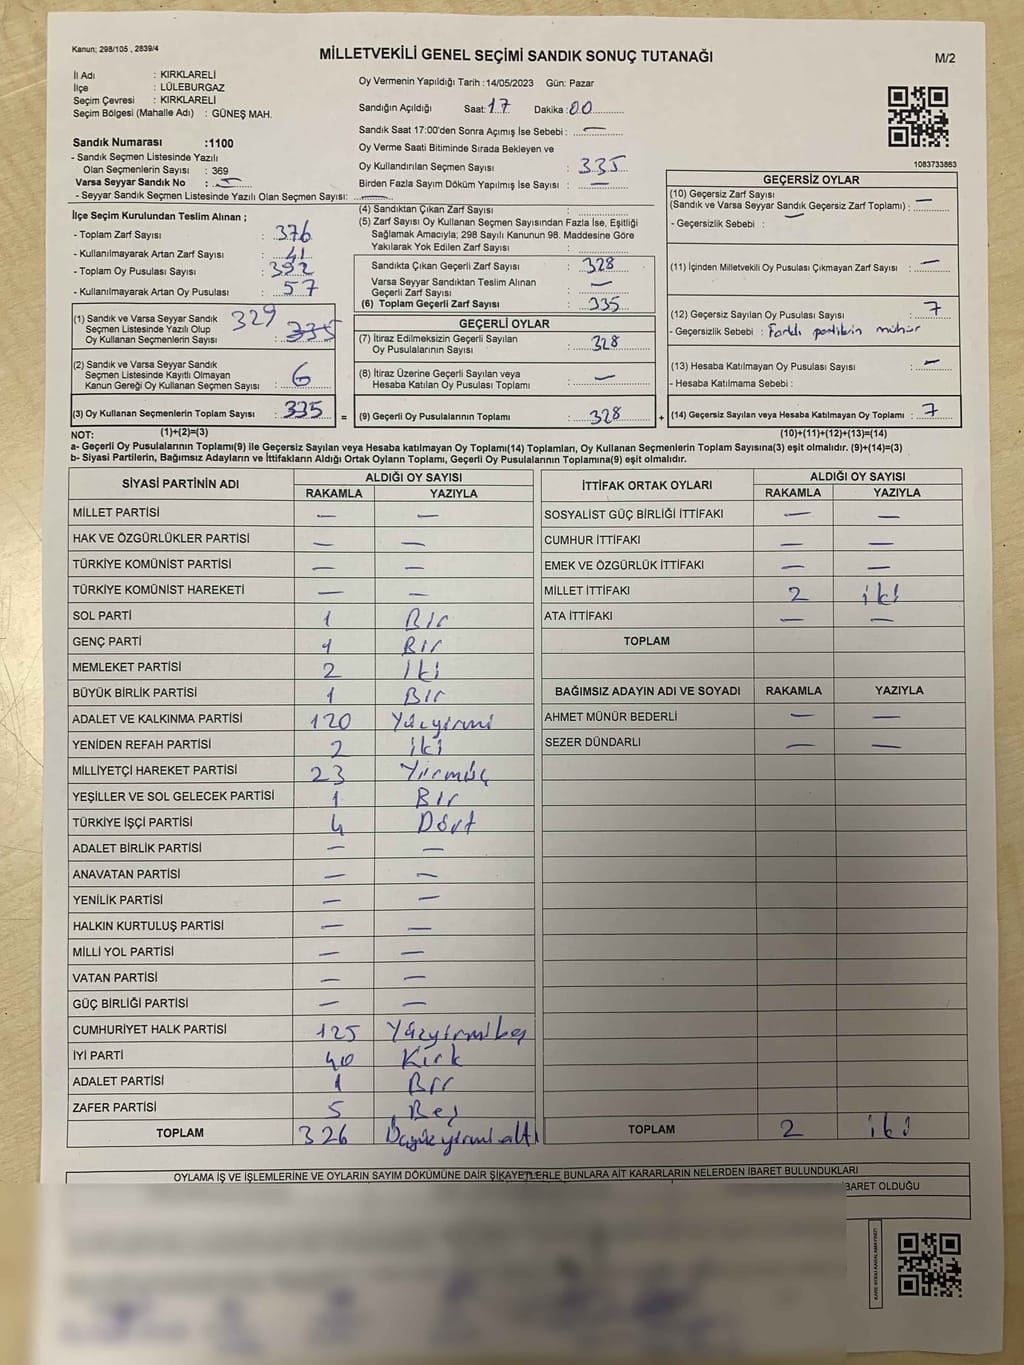 Kanun; 298/105 , 2839/4
MİLLETVEKİLİ GENEL SEÇİMİ SANDIK SONUÇ TUTANAĞI
M/2
İl Adı : KIRKLARELİ
İlçe : LÜLEBURGAZ
Seçim Çevresi : KIRKLARELİ
Seçim Bölgesi (Mahalle Adı) : GÜNEŞ MAH.
Sandık Numarası :1100
- Sandık Seçmen Listesinde Yazılı
Olan Seçmenlerin Sayısı : 369
Varsa Seyyar Sandık No :
- Seyyar Sandık Seçmen Listesinde Yazılı Olan Seçmen Sayısı: —
Oy Vermenin Yapıldığı Tarih :14/05/2023 Gün: Pazar
Sandığın Açıldığı Saat:17 Dakika:00
Sandık Saat 17:00'den Sonra Açımış İse Sebebi : —
Oy Verme Saati Bitiminde Sırada Bekleyen ve
Oy Kullandırılan Seçmen Sayısı : 335
Birden Fazla Sayım Döküm Yapılmış İse Sayısı : —
1083733863
İlçe Seçim Kurulundan Teslim Alınan ;
- Toplam Zarf Sayısı : 376
- Kullanılmayarak Artan Zarf Sayısı : 41
- Toplam Oy Pusulası Sayısı : 392
- Kullanılmayarak Artan Oy Pusulası : 57
(1) Sandık ve Varsa Seyyar Sandık
Seçmen Listesinde Yazılı Olup
Oy Kullanan Seçmenlerin Sayısı : 329 335
(2) Sandık ve Varsa Seyyar Sandık
Seçmen Listesinde Kayıtlı Olmayan
Kanun Gereği Oy Kullanan Seçmen Sayısı : 6
(3) Oy Kullanan Seçmenlerin Toplam Sayısı : 335 =
(4) Sandıktan Çıkan Zarf Sayısı :
(5) Zarf Sayısı Oy Kullanan Seçmen Sayısından Fazla İse, Eşitliği
Sağlamak Amacıyla; 298 Sayılı Kanunun 98. Maddesine Göre
Yakılarak Yok Edilen Zarf Sayısı :
Sandıkta Çıkan Geçerli Zarf Sayısı : 328
Varsa Seyyar Sandıktan Teslim Alınan
Geçerli Zarf Sayısı : —
(6) Toplam Geçerli Zarf Sayısı : 335
GEÇERLİ OYLAR
(7) İtiraz Edilmeksizin Geçerli Sayılan
Oy Pusulalarının Sayısı : 328
(8) İtiraz Üzerine Geçerli Sayılan veya
Hesaba Katılan Oy Pusulası Toplamı : —
(9) Geçerli Oy Pusulalarının Toplamı : 328 +
GEÇERSİZ OYLAR
(10) Geçersiz Zarf Sayısı
(Sandık ve Varsa Seyyar Sandık Geçersiz Zarf Toplamı) : —
- Geçersizlik Sebebi : —
(11) İçinden Milletvekili Oy Pusulası Çıkmayan Zarf Sayısı : —
(12) Geçersiz Sayılan Oy Pusulası Sayısı : 7
- Geçersizlik Sebebi : Farklı partilerin mühür
(13) Hesaba Katılmayan Oy Pusulası Sayısı : —
- Hesaba Katılmama Sebebi :
(14) Geçersiz Sayılan veya Hesaba Katılmayan Oy Toplamı : 7
NOT: (1)+(2)=(3)
(10)+(11)+(12)+(13)=(14)
a- Geçerli Oy Pusulalarının Toplamı(9) ile Geçersiz Sayılan veya Hesaba katılmayan Oy Toplamı(14) Toplamları, Oy Kullanan Seçmenlerin Toplam Sayısına(3) eşit olmalıdır. (9)+(14)=(3)
b- Siyasi Partilerin, Bağımsız Adayların ve İttifakların Aldığı Ortak Oyların Toplamı, Geçerli Oy Pusulalarının Toplamına(9) eşit olmalıdır.
SİYASİ PARTİNİN ADI ALDIĞI OY SAYISI
RAKAMLA YAZIYLA
MİLLET PARTİSİ — —
HAK VE ÖZGÜRLÜKLER PARTİSİ — —
TÜRKİYE KOMÜNİST PARTİSİ — —
TÜRKİYE KOMÜNİST HAREKETİ — —
SOL PARTİ 1 Bir
GENÇ PARTİ 1 Bir
MEMLEKET PARTİSİ 2 İki
BÜYÜK BİRLİK PARTİSİ 1 Bir
ADALET VE KALKINMA PARTİSİ 120 Yüzyirmi
YENİDEN REFAH PARTİSİ 2 iki
MİLLİYETÇİ HAREKET PARTİSİ 23 Yirmüç
YEŞİLLER VE SOL GELECEK PARTİSİ 1 Bir
TÜRKİYE İŞÇİ PARTİSİ 4 Dört
ADALET BİRLİK PARTİSİ — —
ANAVATAN PARTİSİ — —
YENİLİK PARTİSİ — —
HALKIN KURTULUŞ PARTİSİ — —
MİLLİ YOL PARTİSİ — —
VATAN PARTİSİ — —
GÜÇ BİRLİĞİ PARTİSİ — —
CUMHURİYET HALK PARTİSİ 125 Yüzyirmibeş
İYİ PARTİ 40 Kırk
ADALET PARTİSİ 1 Bir
ZAFER PARTİSİ 5 Beş
TOPLAM 326 Üçyüzyirmi altı
İTTİFAK ORTAK OYLARI ALDIĞI OY SAYISI
RAKAMLA YAZIYLA
SOSYALİST GÜÇ BİRLİĞİ İTTİFAKI — —
CUMHUR İTTİFAKI — —
EMEK VE ÖZGÜRLÜK İTTİFAKI — —
MİLLET İTTİFAKI 2 iki
ATA İTTİFAKI — —
TOPLAM
BAĞIMSIZ ADAYIN ADI VE SOYADI RAKAMLA YAZIYLA
AHMET MÜNÜR BEDERLİ — —
SEZER DÜNDARLI — —
TOPLAM 2 iki
OYLAMA İŞ VE İŞLEMLERİNE VE OYLARIN SAYIM DÖKÜMÜNE DAİR ŞİKAYETLERLE BUNLARA AİT KARARLARIN NELERDEN İBARET BULUNDUKLARI
İBARET OLDUĞU
KARE KODU KARALAMAYINIZ!